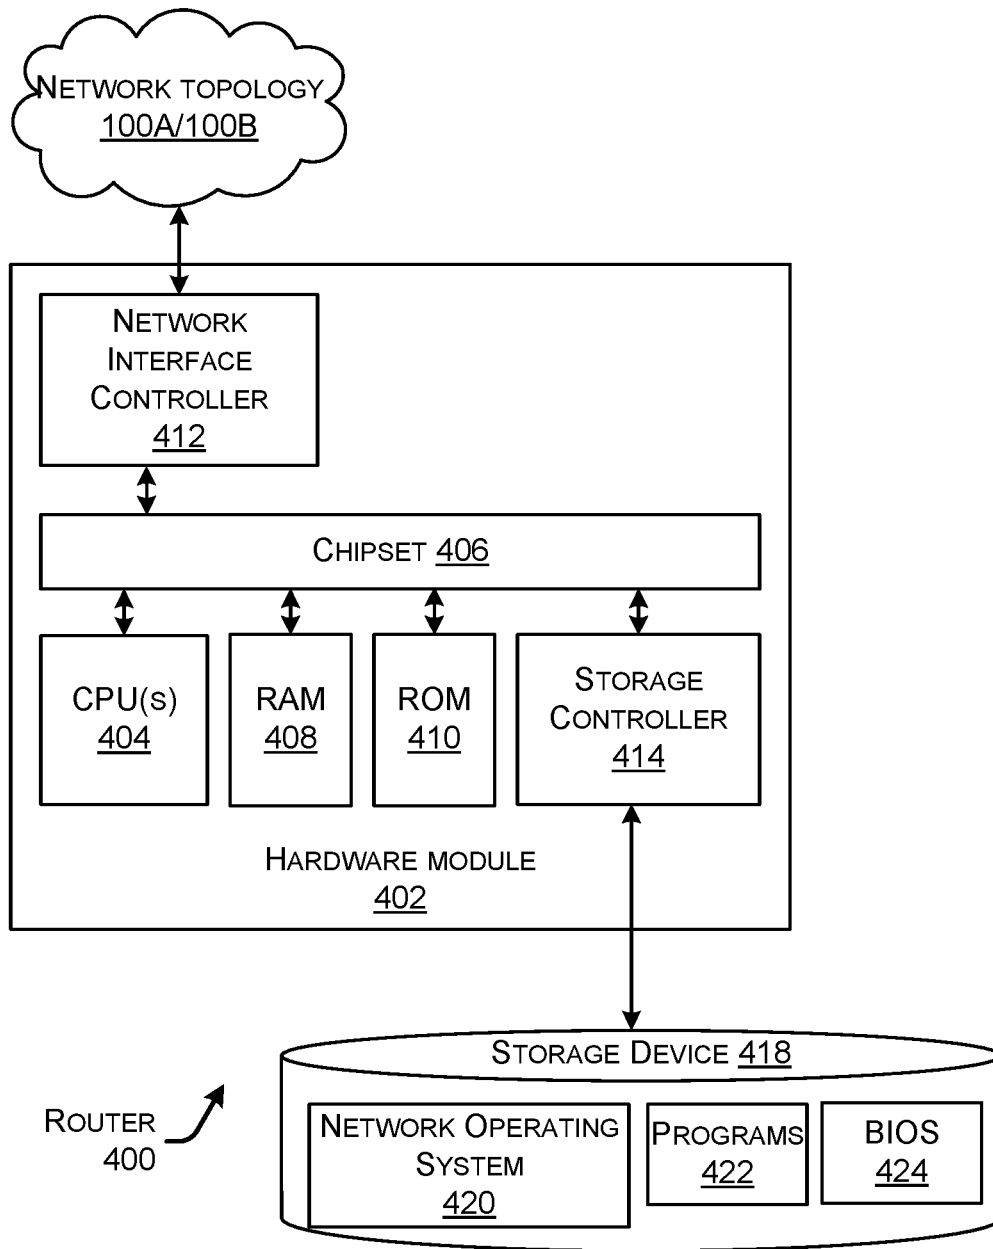 NETWORK TOPOLOGY
100A/100B
NETWORK
INTERFACE
CONTROLLER
412
CHIPSET 406
CPU(S)
404
RAM
408
ROM
410
STORAGE
CONTROLLER
414
HARDWARE MODULE
402
STORAGE DEVICE 418
ROUTER
400
NETWORK OPERATING
SYSTEM
420
PROGRAMS
422
BIOS
424